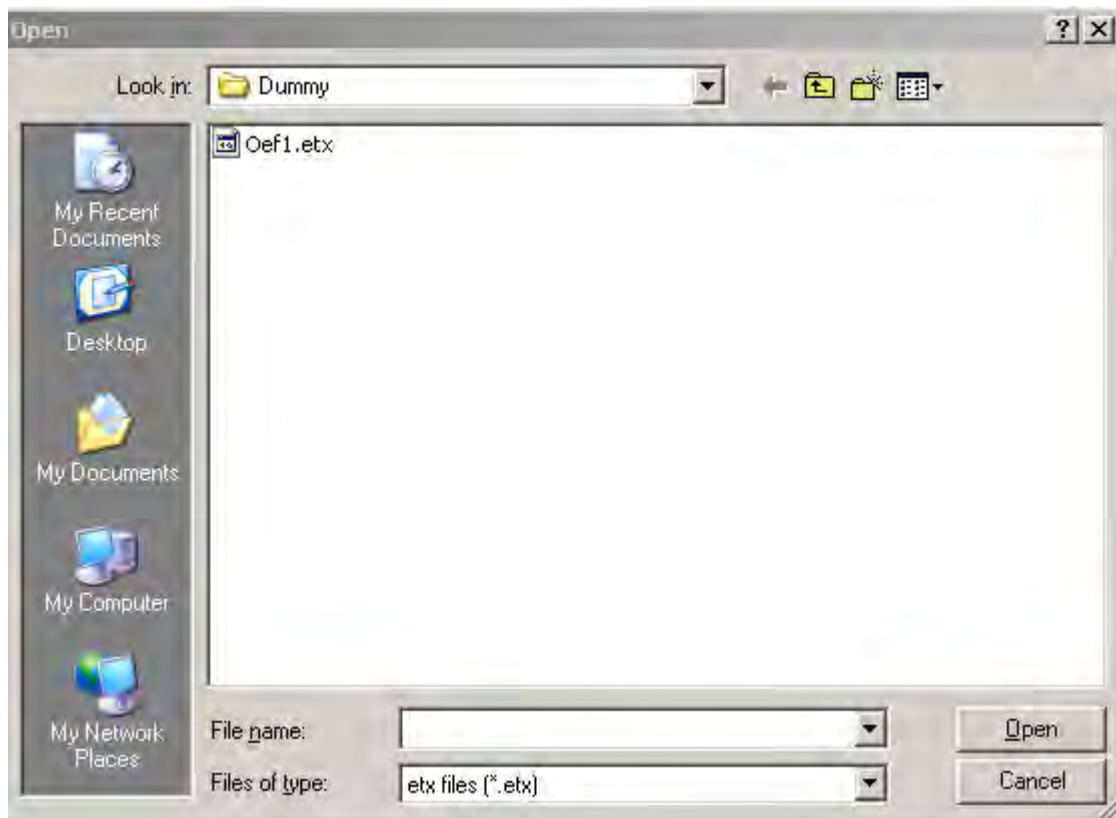 Open
Look in: Dummy
Oef1.etx
My Recent
Documents
Desktop
My Documents
My Computer
My Network
Places
File name:
Open
Files of type: etx files (*.etx)
Cancel